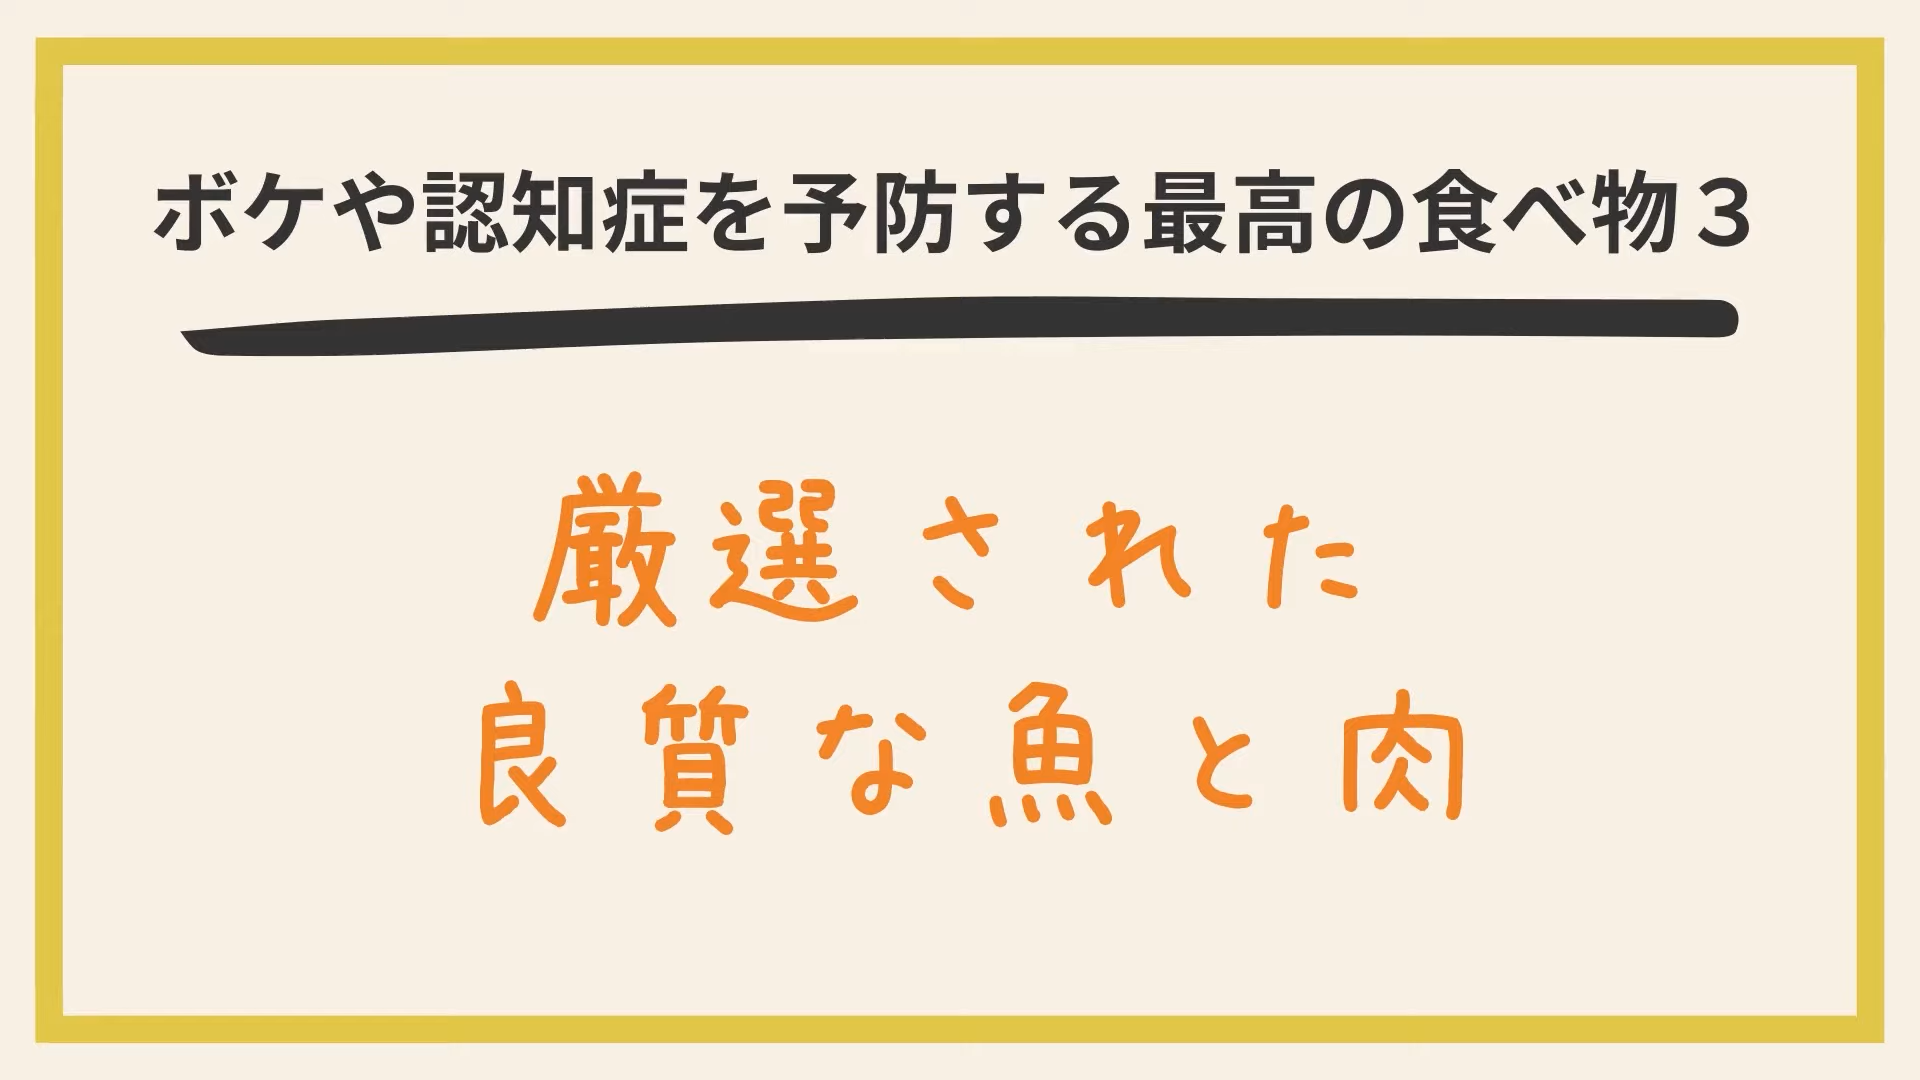 ボケや認知症を予防する最高の食べ物３
厳選された
良質な魚と肉